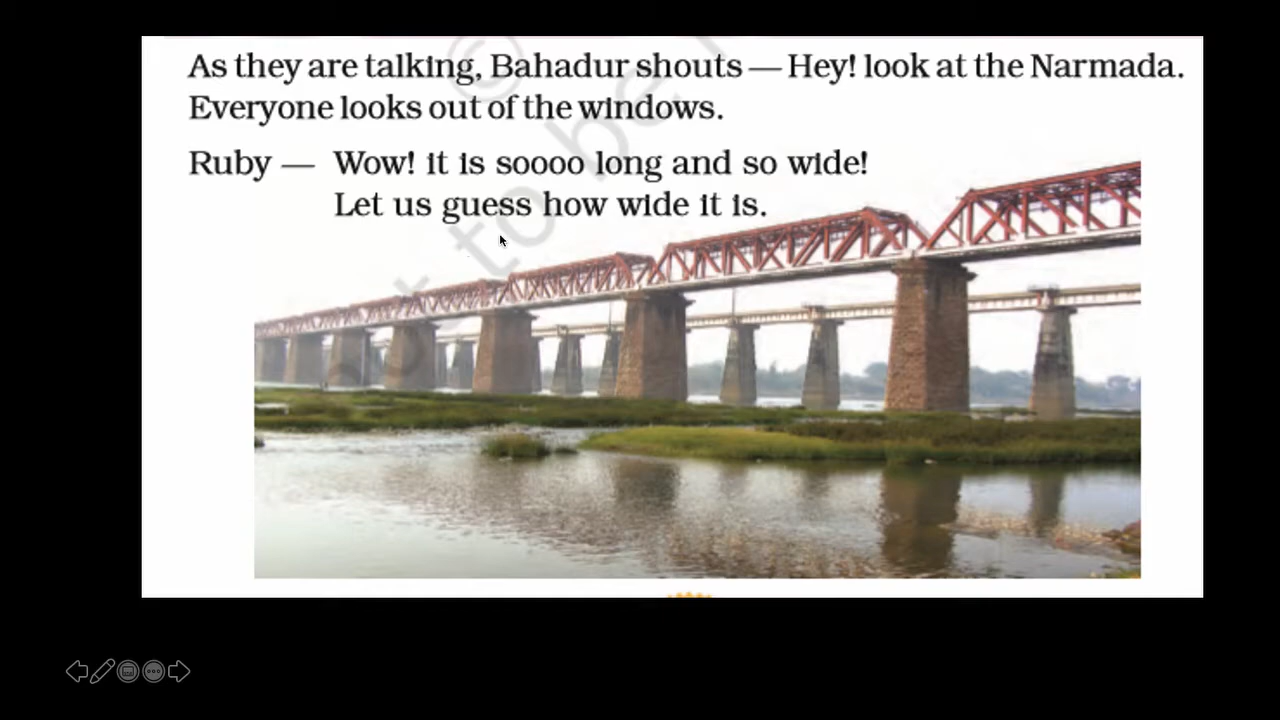 As they are talking, Bahadur shouts — Hey! look at the Narmada.
Everyone looks out of the windows.
Ruby — Wow! it is soooo long and so wide!
Let us guess how wide it is.